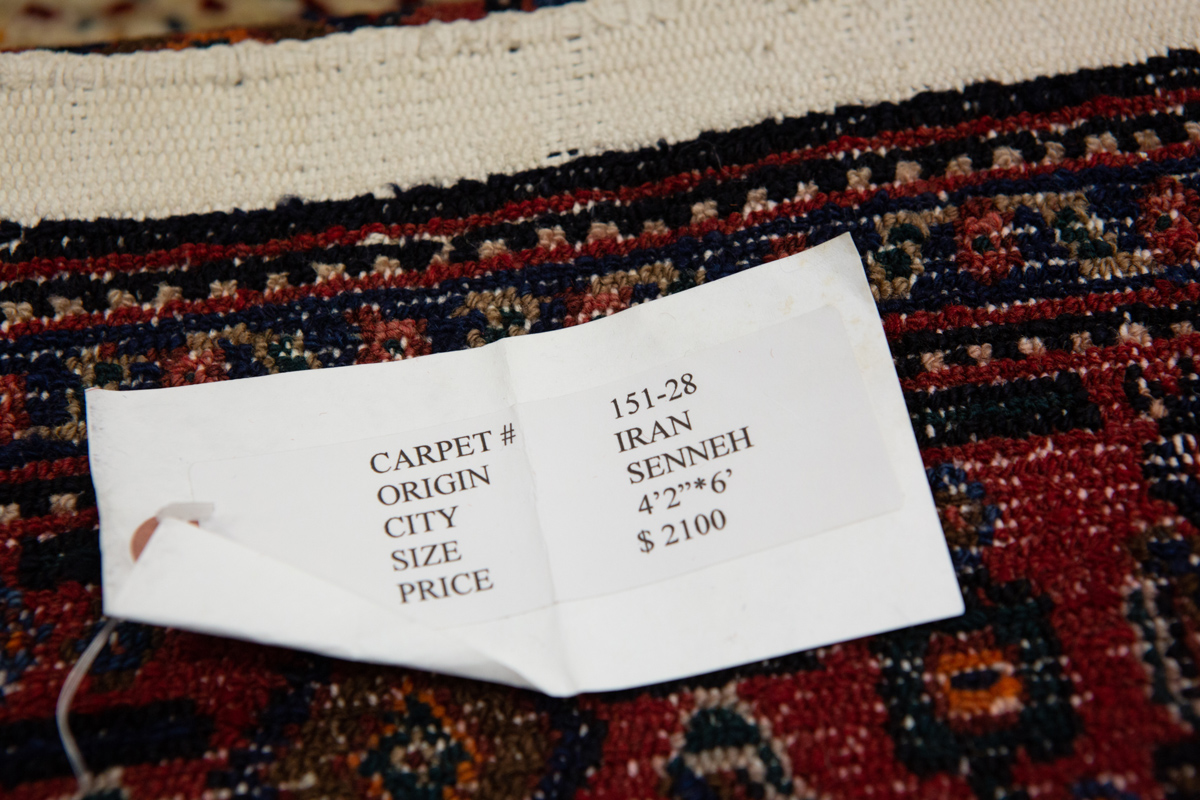 CARPET # 151-28
ORIGIN IRAN
CITY SENNEH
SIZE 4’2”*6’
PRICE $ 2100